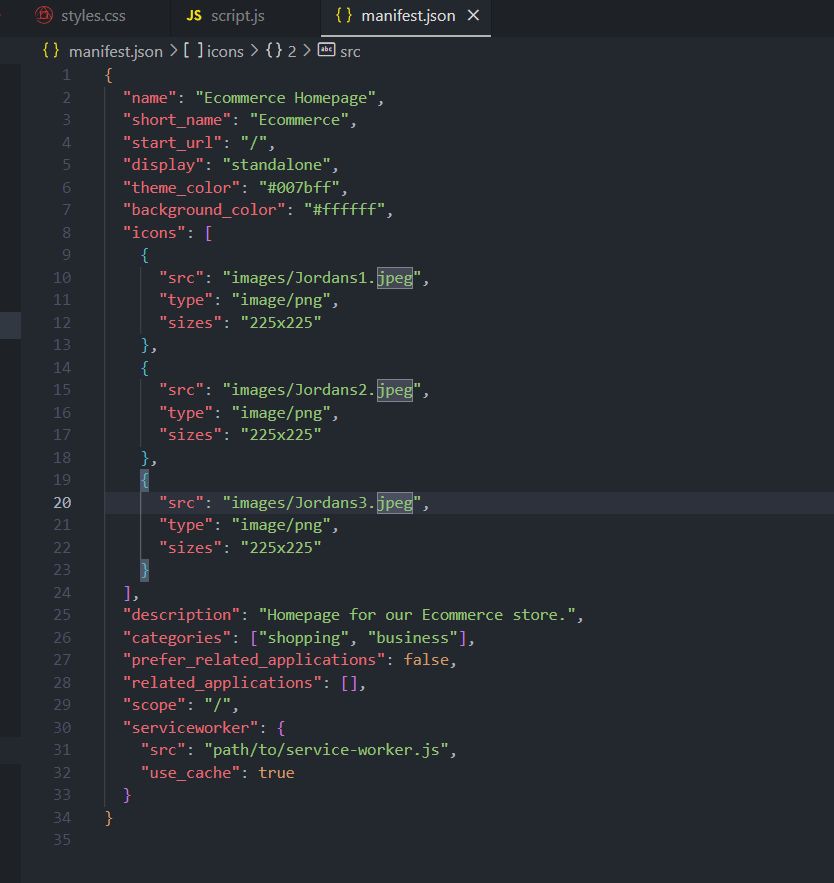 styles.css JS script.js { } manifest.json ×
{ } manifest.json > [ ] icons > { } 2 > abc src
1 {
2 "name": "Ecommerce Homepage",
3 "short_name": "Ecommerce",
4 "start_url": "/",
5 "display": "standalone",
6 "theme_color": "#007bff",
7 "background_color": "#ffffff",
8 "icons": [
9 {
10 "src": "images/Jordans1.jpeg",
11 "type": "image/png",
12 "sizes": "225x225"
13 },
14 {
15 "src": "images/Jordans2.jpeg",
16 "type": "image/png",
17 "sizes": "225x225"
18 },
19 {
20 "src": "images/Jordans3.jpeg",
21 "type": "image/png",
22 "sizes": "225x225"
23 }
24 ],
25 "description": "Homepage for our Ecommerce store.",
26 "categories": ["shopping", "business"],
27 "prefer_related_applications": false,
28 "related_applications": [],
29 "scope": "/",
30 "serviceworker": {
31 "src": "path/to/service-worker.js",
32 "use_cache": true
33 }
34 }
35